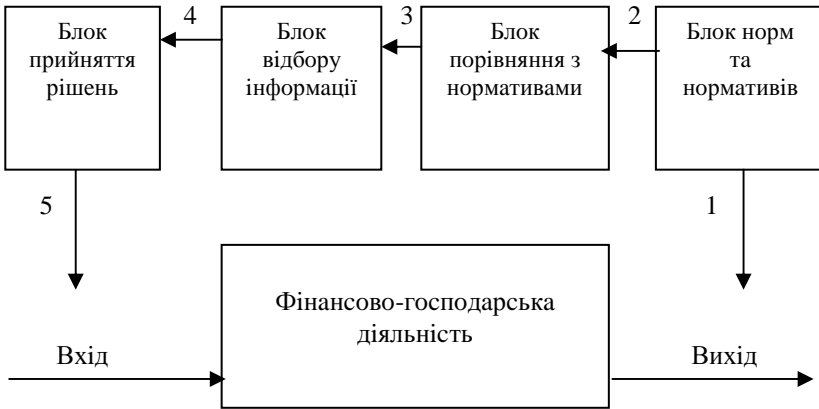 4
3
2
Блок
прийняття
рішень
Блок
відбору
інформації
Блок
порівняння з
нормативами
Блок норм
та
нормативів
5
1
Фінансово-господарська
діяльність
Вхід
Вихід